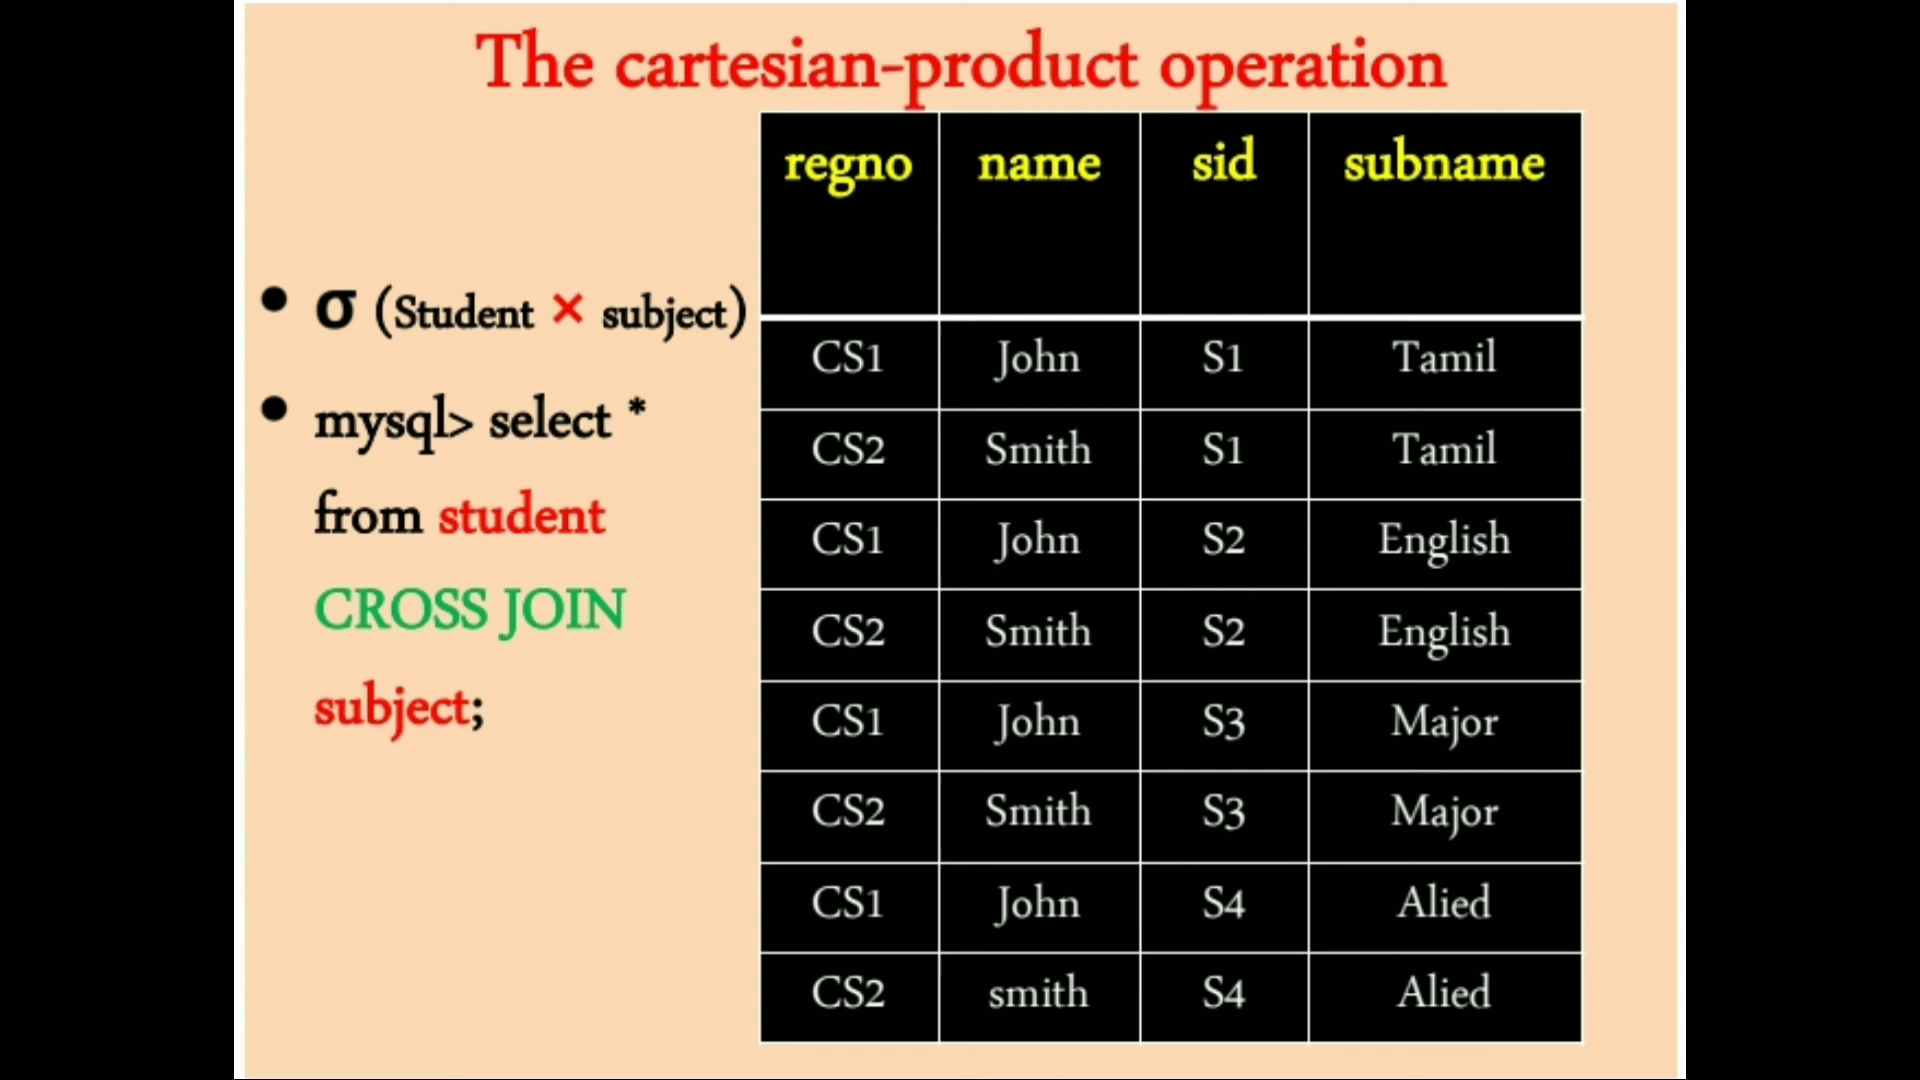 The cartesian-product operation
• σ (Student × subject)
• mysql> select *
from student
CROSS JOIN
subject;
regno name sid subname
CS1 John S1 Tamil
CS2 Smith S1 Tamil
CS1 John S2 English
CS2 Smith S2 English
CS1 John S3 Major
CS2 Smith S3 Major
CS1 John S4 Alied
CS2 smith S4 Alied